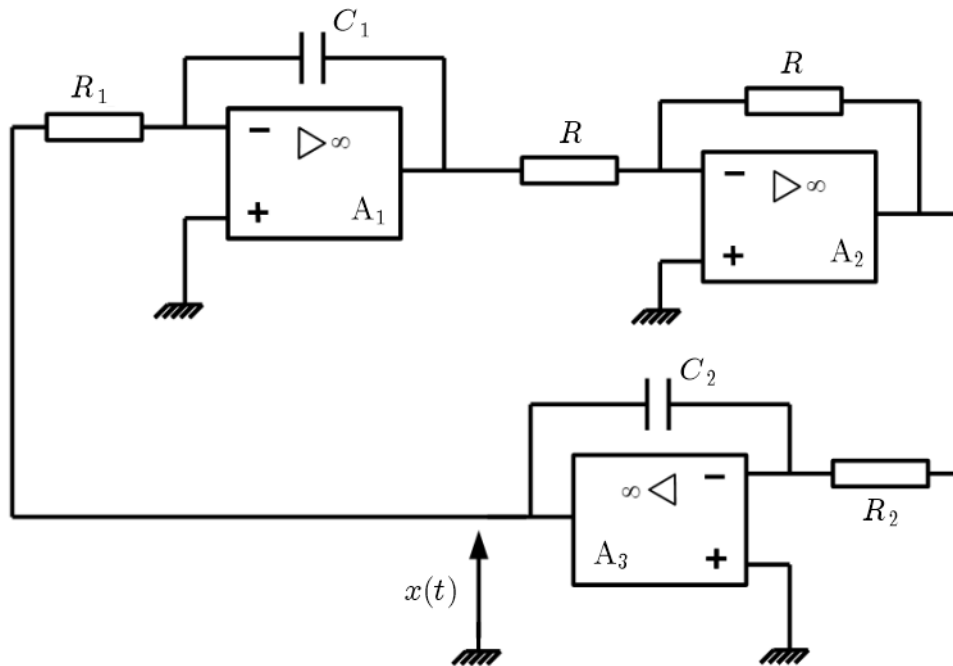 C₁
R₁
R
− ▷ ∞
+ A₁
R
− ▷ ∞
+ A₂
C₂
∞ ◁ −
A₃ +
R₂
x(t)